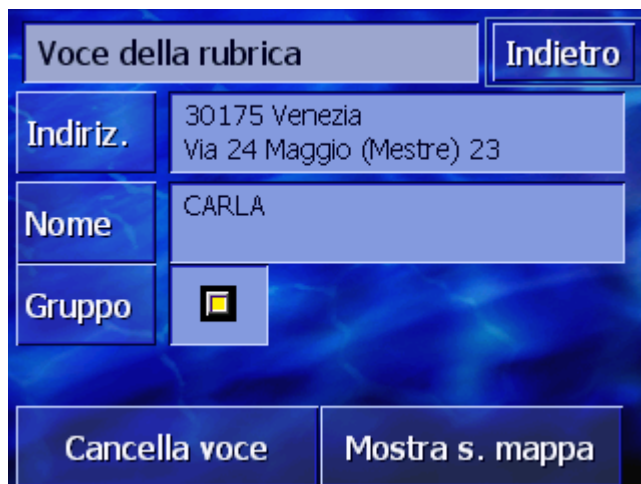 Voce della rubrica
Indietro
Indiriz.
30175 Venezia
Via 24 Maggio (Mestre) 23
Nome
CARLA
Gruppo
Cancella voce
Mostra s. mappa